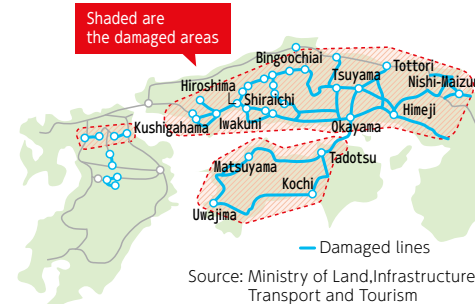 Shaded are
the damaged areas
Bingoochiai
Tottori
Hiroshima
Tsuyama
Nishi-Maizu
Shiraichi
Kushigahama
Iwakuni
Himeji
Okayama
Matsuyama
Tadotsu
Kochi
Uwajima
Damaged lines
Source: Ministry of Land,Infrastructure
Transport and Tourism